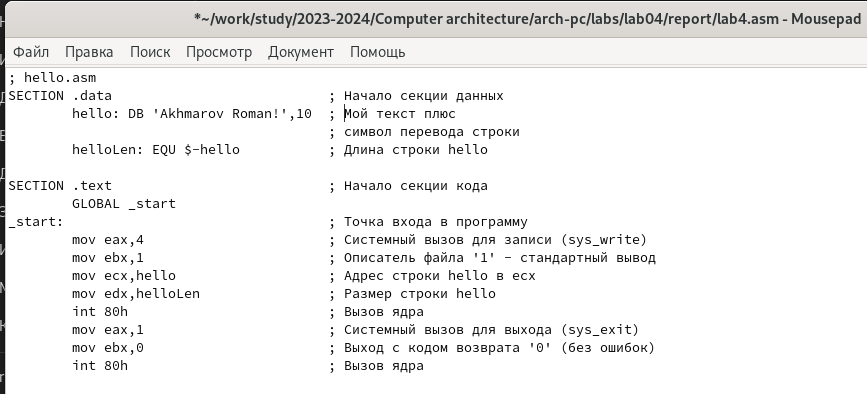 *~/work/study/2023-2024/Computer architecture/arch-pc/labs/lab04/report/lab4.asm - Mousepad
Файл Правка Поиск Просмотр Документ Помощь
; hello.asm
SECTION .data ; Начало секции данных
hello: DB 'Akhmarov Roman!',10 ; Мой текст плюс
; символ перевода строки
helloLen: EQU $-hello ; Длина строки hello
SECTION .text ; Начало секции кода
GLOBAL _start
_start: ; Точка входа в программу
mov eax,4 ; Системный вызов для записи (sys_write)
mov ebx,1 ; Описатель файла '1' - стандартный вывод
mov ecx,hello ; Адрес строки hello в ecx
mov edx,helloLen ; Размер строки hello
int 80h ; Вызов ядра
mov eax,1 ; Системный вызов для выхода (sys_exit)
mov ebx,0 ; Выход с кодом возврата '0' (без ошибок)
int 80h ; Вызов ядра